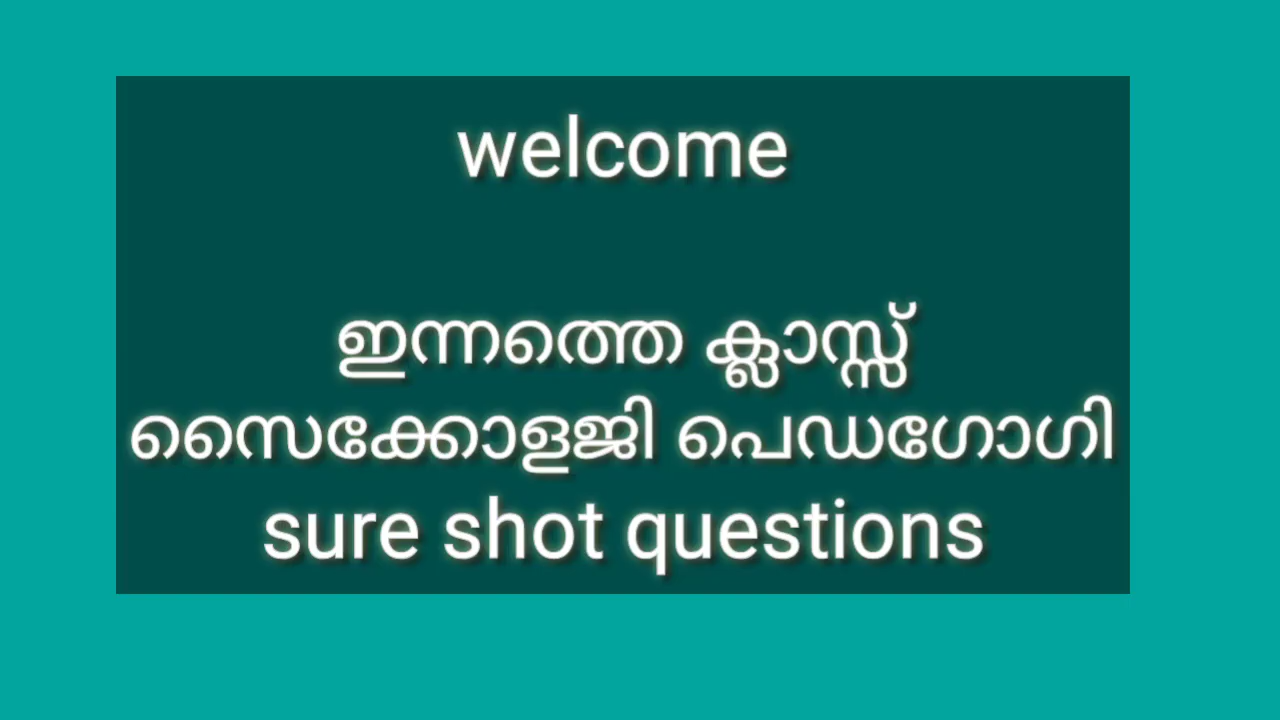 welcome
ഇന്നത്തെ ക്ലാസ്സ്
സൈക്കോളജി പെഡഗോഗി
sure shot questions